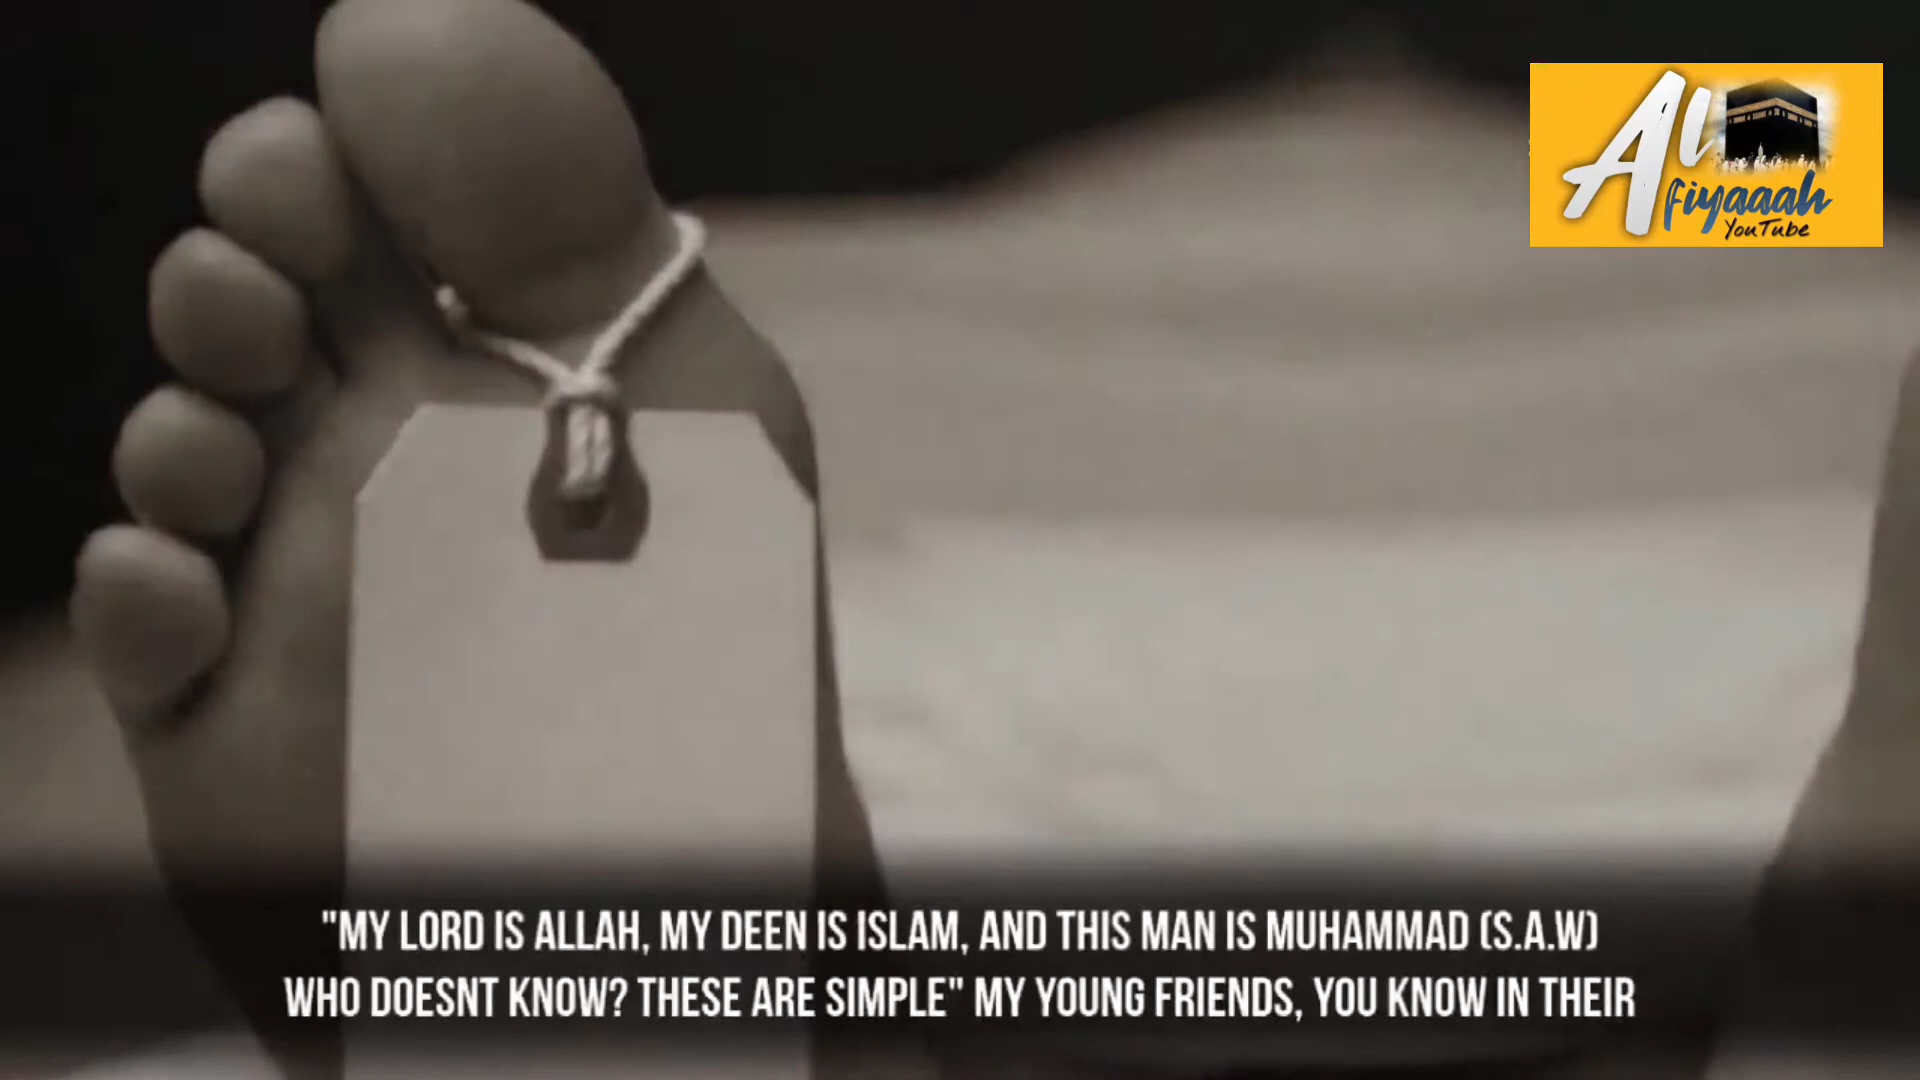 Al
Fiyaaah
YouTube
"MY LORD IS ALLAH, MY DEEN IS ISLAM, AND THIS MAN IS MUHAMMAD (S.A.W)
WHO DOESNT KNOW? THESE ARE SIMPLE" MY YOUNG FRIENDS, YOU KNOW IN THEIR